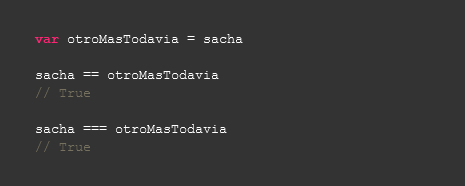 var otroMasTodavia = sacha
sacha == otroMasTodavia
// True
sacha === otroMasTodavia
// True